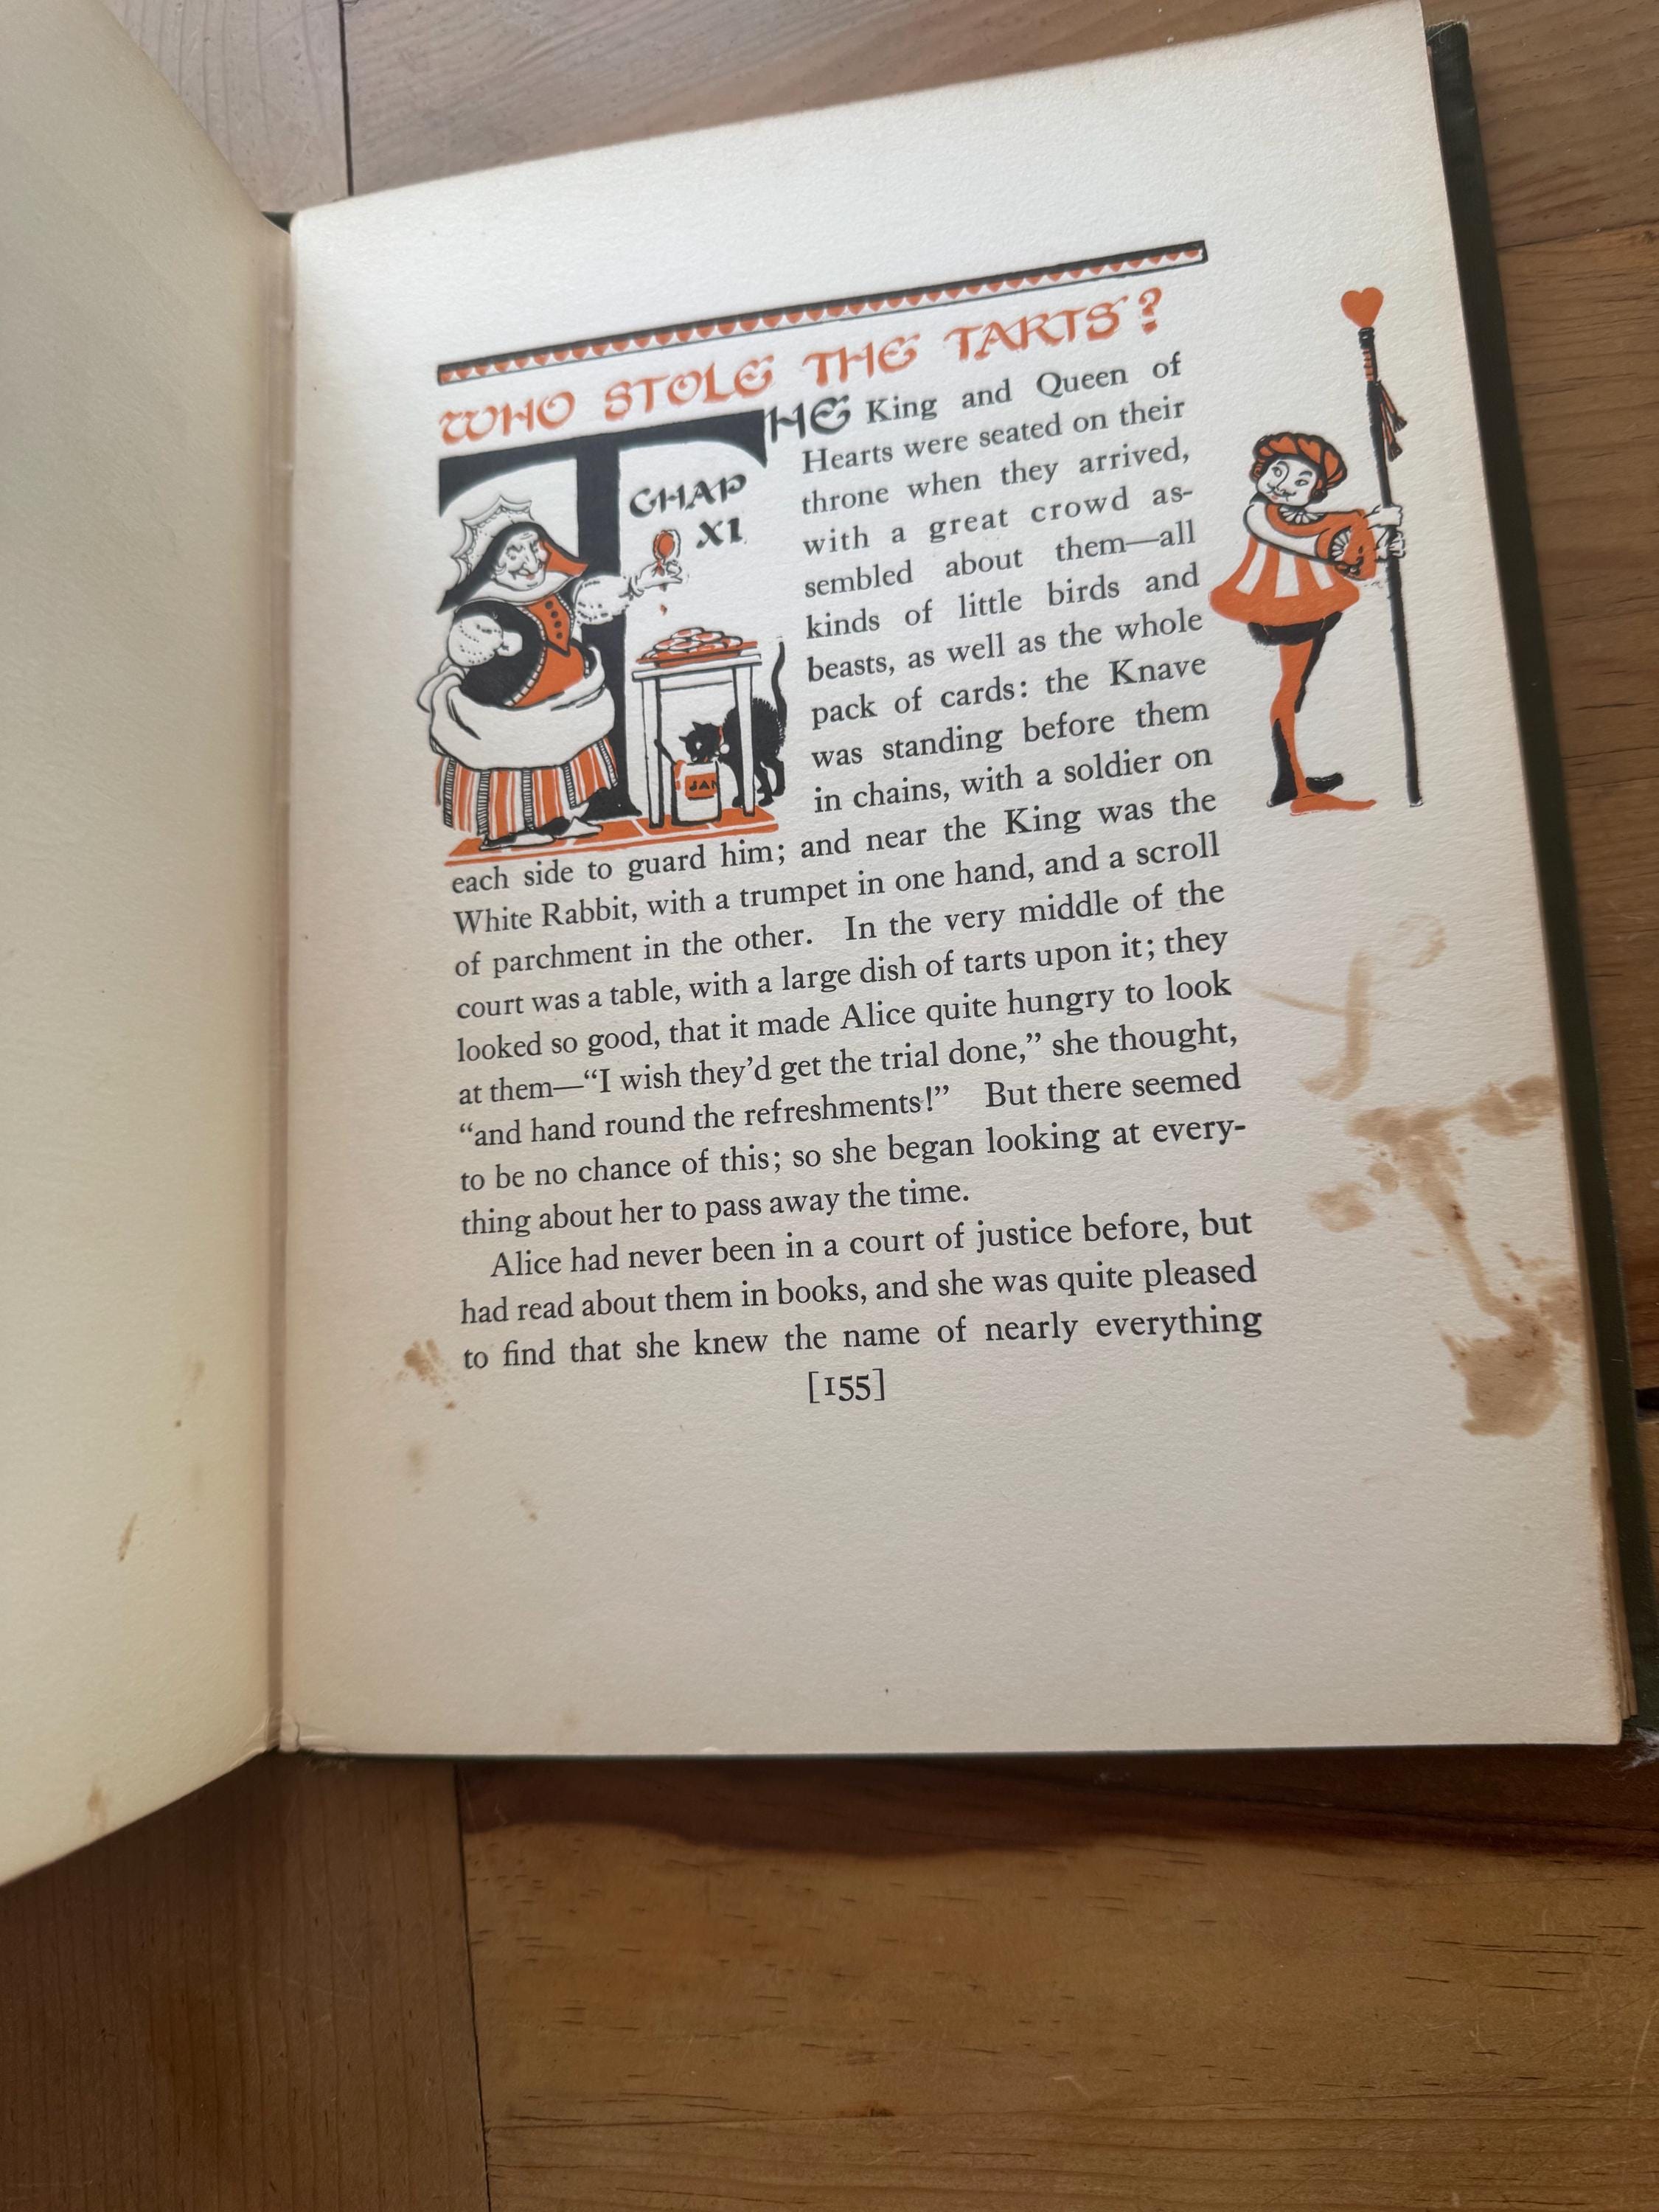 WHO STOLE THE TARTS?
CHAP
XI
THE King and Queen of
Hearts were seated on their
throne when they arrived,
with a great crowd as-
sembled about them—all
kinds of little birds and
beasts, as well as the whole
pack of cards: the Knave
was standing before them
in chains, with a soldier on
each side to guard him; and near the King was the
White Rabbit, with a trumpet in one hand, and a scroll
of parchment in the other. In the very middle of the
court was a table, with a large dish of tarts upon it; they
looked so good, that it made Alice quite hungry to look
at them—“I wish they’d get the trial done,” she thought,
“and hand round the refreshments!” But there seemed
to be no chance of this; so she began looking at every-
thing about her to pass away the time.
Alice had never been in a court of justice before, but
had read about them in books, and she was quite pleased
to find that she knew the name of nearly everything
[155]
JAM